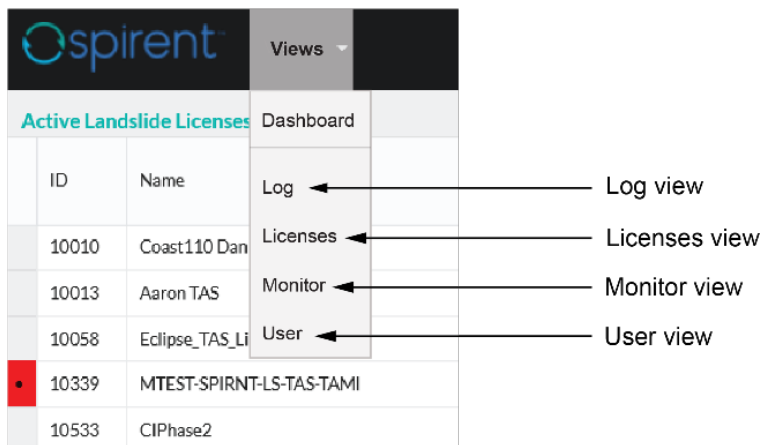 spirent™
Views
Active Landslide Licenses
Dashboard
ID
Name
Log
Log view
10010
Coast110 Dan
Licenses
Licenses view
10013
Aaron TAS
Monitor
Monitor view
10058
Eclipse_TAS_Li
User
User view
10339
MTEST-SPIRNT-LS-TAS-TAMI
10533
CIPhase2